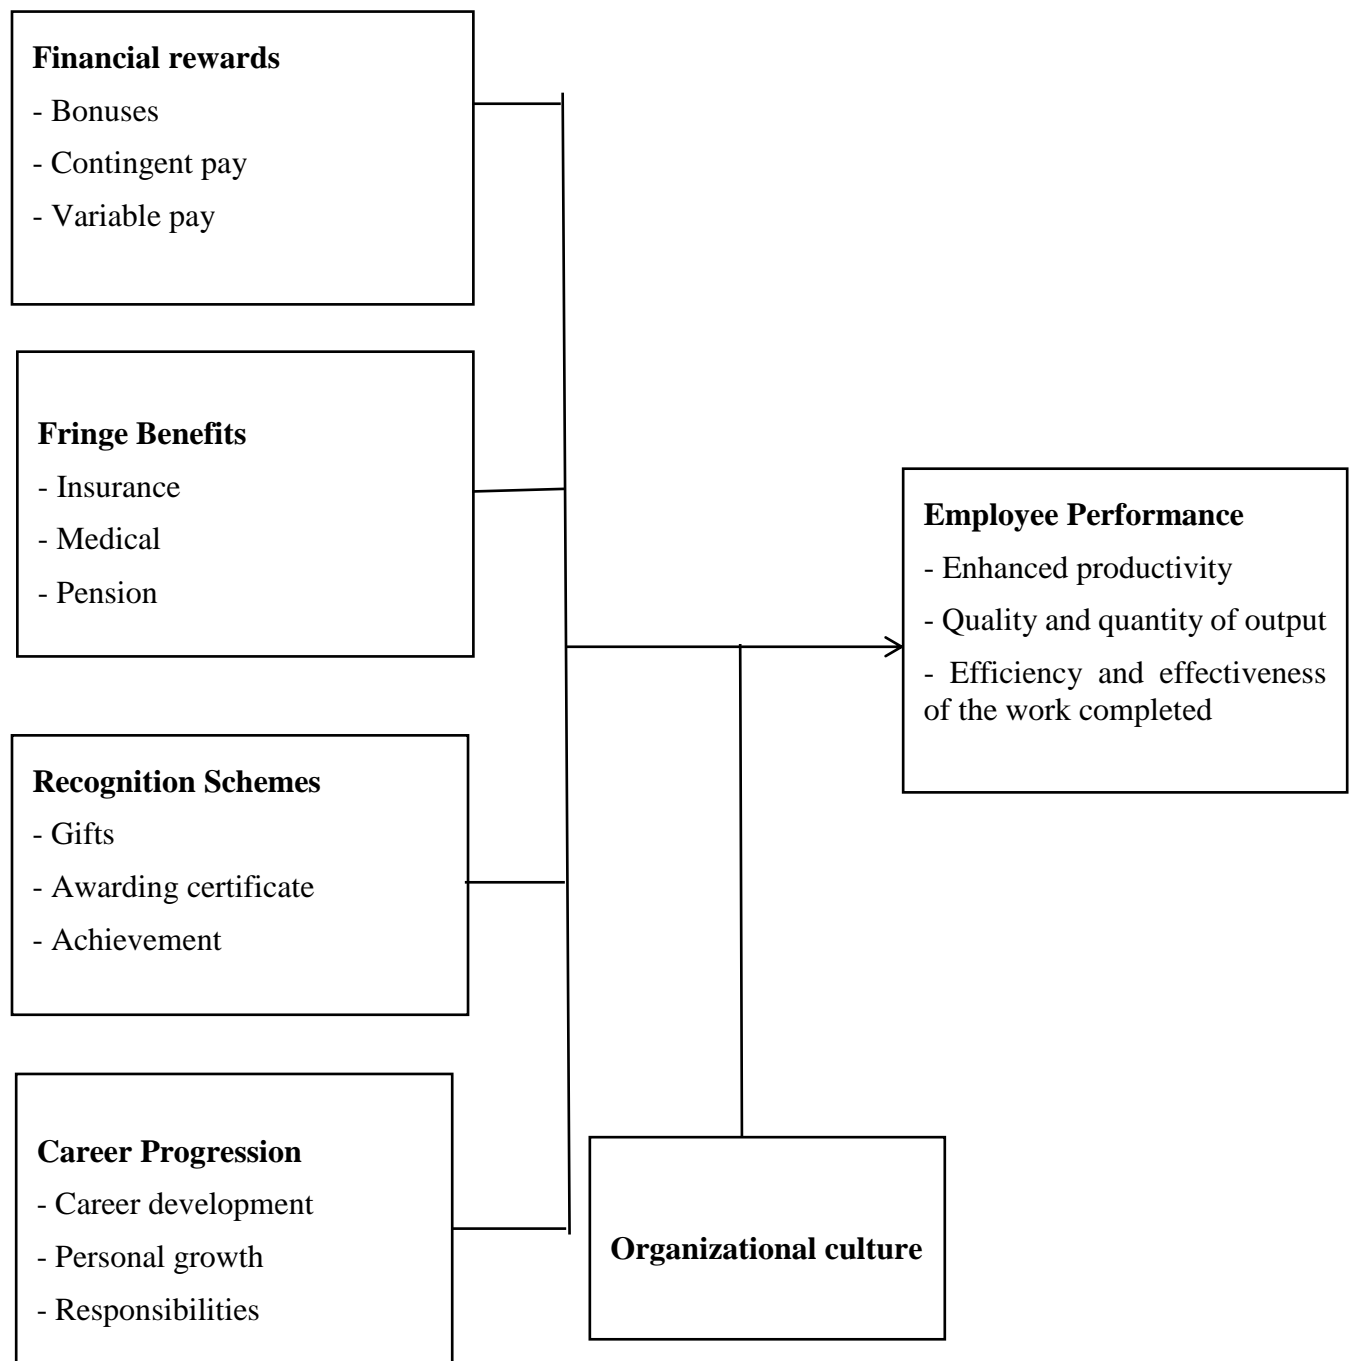 Financial rewards
- Bonuses
- Contingent pay
- Variable pay
Fringe Benefits
- Insurance
- Medical
- Pension
Employee Performance
- Enhanced productivity
- Quality and quantity of output
- Efficiency and effectiveness
of the work completed
Recognition Schemes
- Gifts
- Awarding certificate
- Achievement
Career Progression
- Career development
- Personal growth
- Responsibilities
Organizational culture